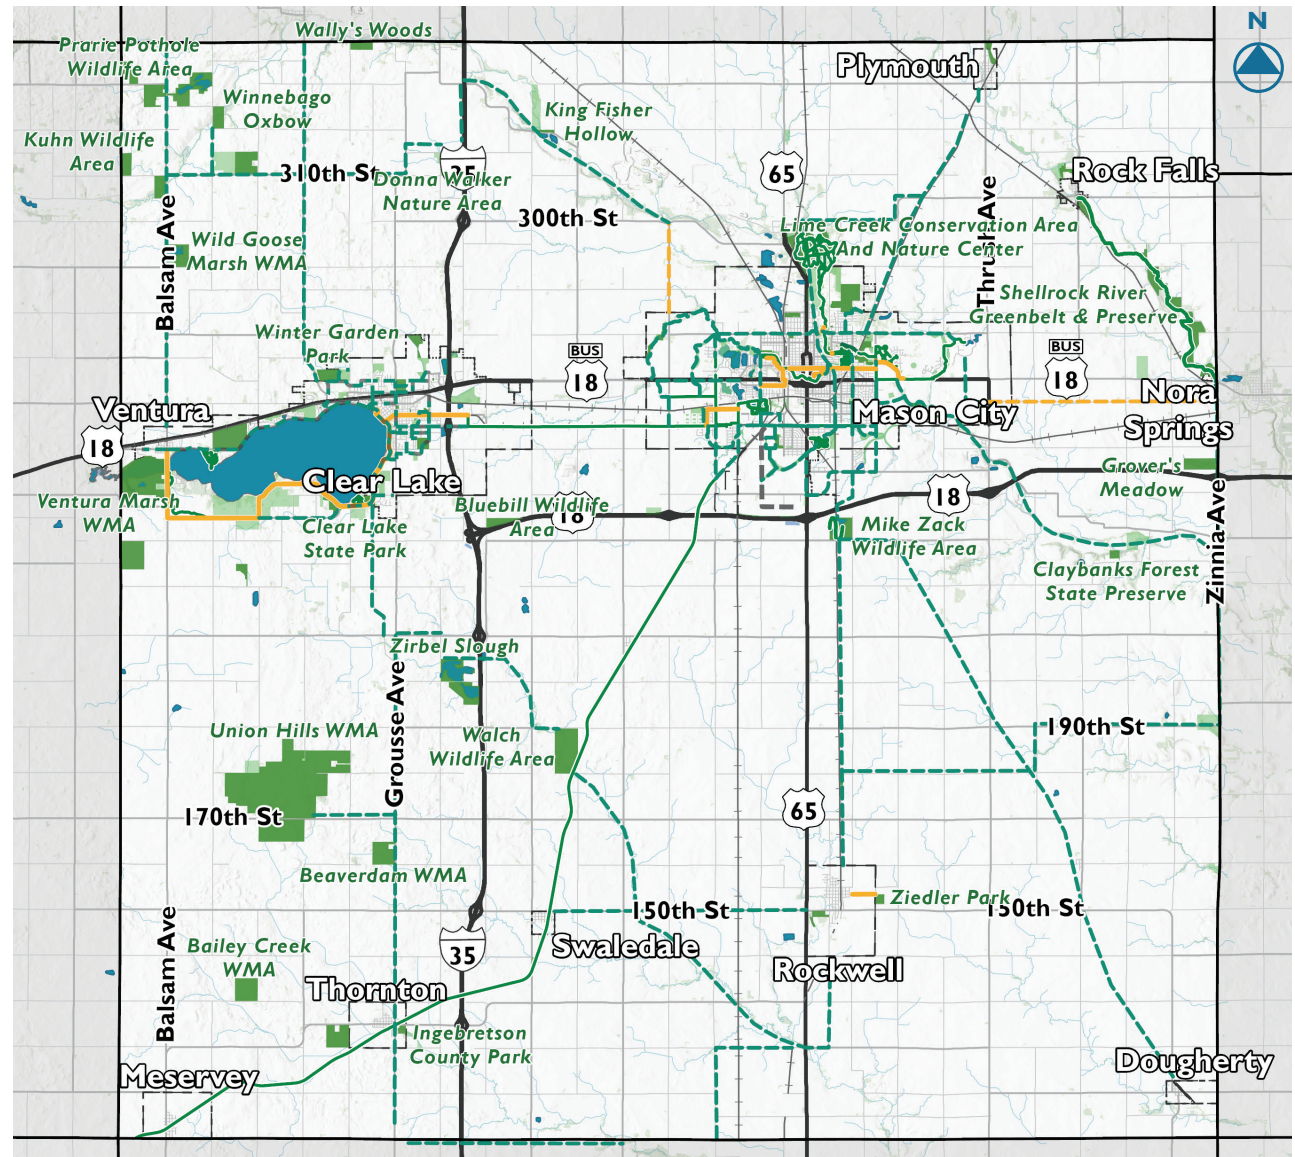 Wally's Woods
N
Prarie Pothole
Wildlife Area
Plymouth
Winnebago
Oxbow
King Fisher
Hollow
Kuhn Wildlife
Area
310th St
35
Donna Walker
Nature Area
65
Rock Falls
300th St
Thrush Ave
Lime Creek Conservation Area
And Nature Center
Balsam Ave
Wild Goose
Marsh WMA
Shellrock River
Greenbelt & Preserve
Winter Garden
Park
BUS
18
BUS
18
Ventura
Nora
Springs
Mason City
18
Clear Lake
Grover's
Meadow
Ventura Marsh
WMA
18
Bluebill Wildlife
Area
18
Clear Lake
State Park
Mike Zack
Wildlife Area
Zinnia Ave
Claybanks Forest
State Preserve
Zirbel Slough
Grousse Ave
Union Hills WMA
Walch
Wildlife Area
190th St
170th St
65
Beaverdam WMA
Ziedler Park
150th St
150th St
Balsam Ave
Bailey Creek
WMA
35
Swaledale
Rockwell
Thornton
Ingebretson
County Park
Meservey
Dougherty